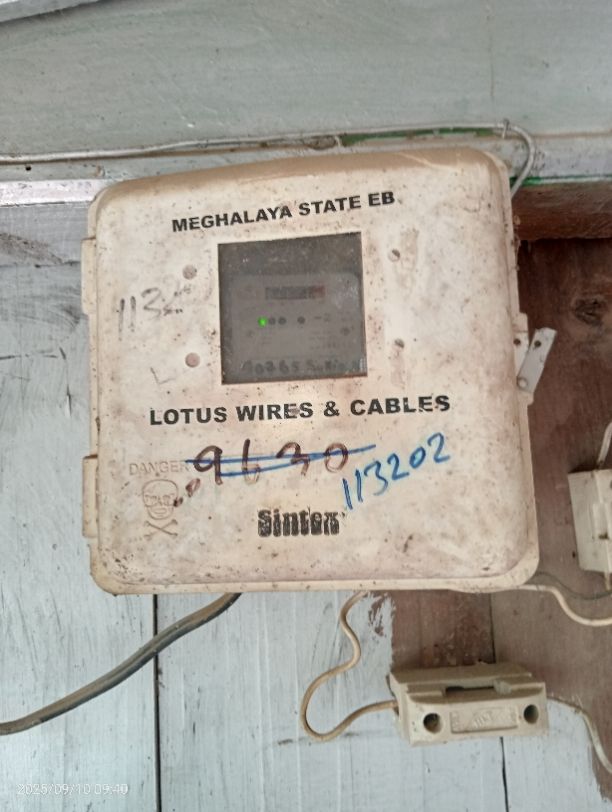 MEGHALAYA STATE EB
LOTUS WIRES & CABLES
DANGER
9630
113202
Sintex
2025/09/10 09:40